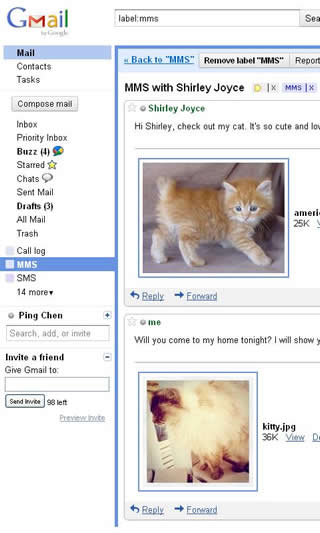 Gmail
by Google
label:mms
Sea
Mail
Contacts
Tasks
Compose mail
Inbox
Priority Inbox
Buzz (4)
Starred
Chats
Sent Mail
Drafts (3)
All Mail
Trash
Call log
MMS
SMS
14 more▾
Ping Chen
Search, add, or invite
Invite a friend
Give Gmail to:
Send Invite 98 left
Preview Invite
« Back to "MMS" Remove label "MMS" Report
MMS with Shirley Joyce | x MMS | x
Shirley Joyce
Hi Shirley, check out my cat. It's so cute and lov
americ
25K V
Reply Forward
me
Will you come to my home tonight? I will show y
kitty.jpg
36K View Do
Reply Forward